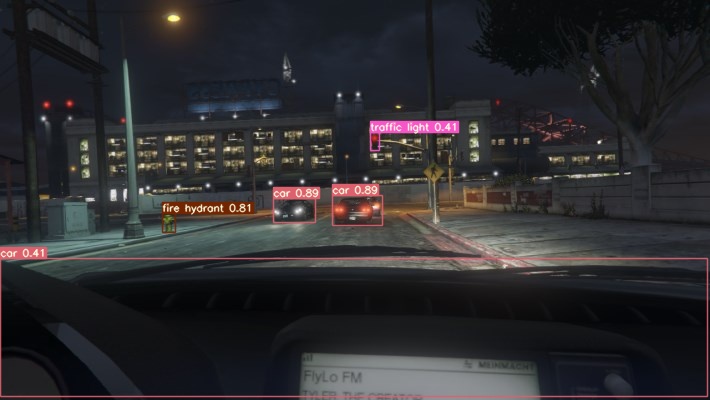 traffic light 0.41
car 0.89
car 0.89
fire hydrant 0.81
car 0.41
MEINMACHT
FlyLo FM
TYLER, THE CREATOR